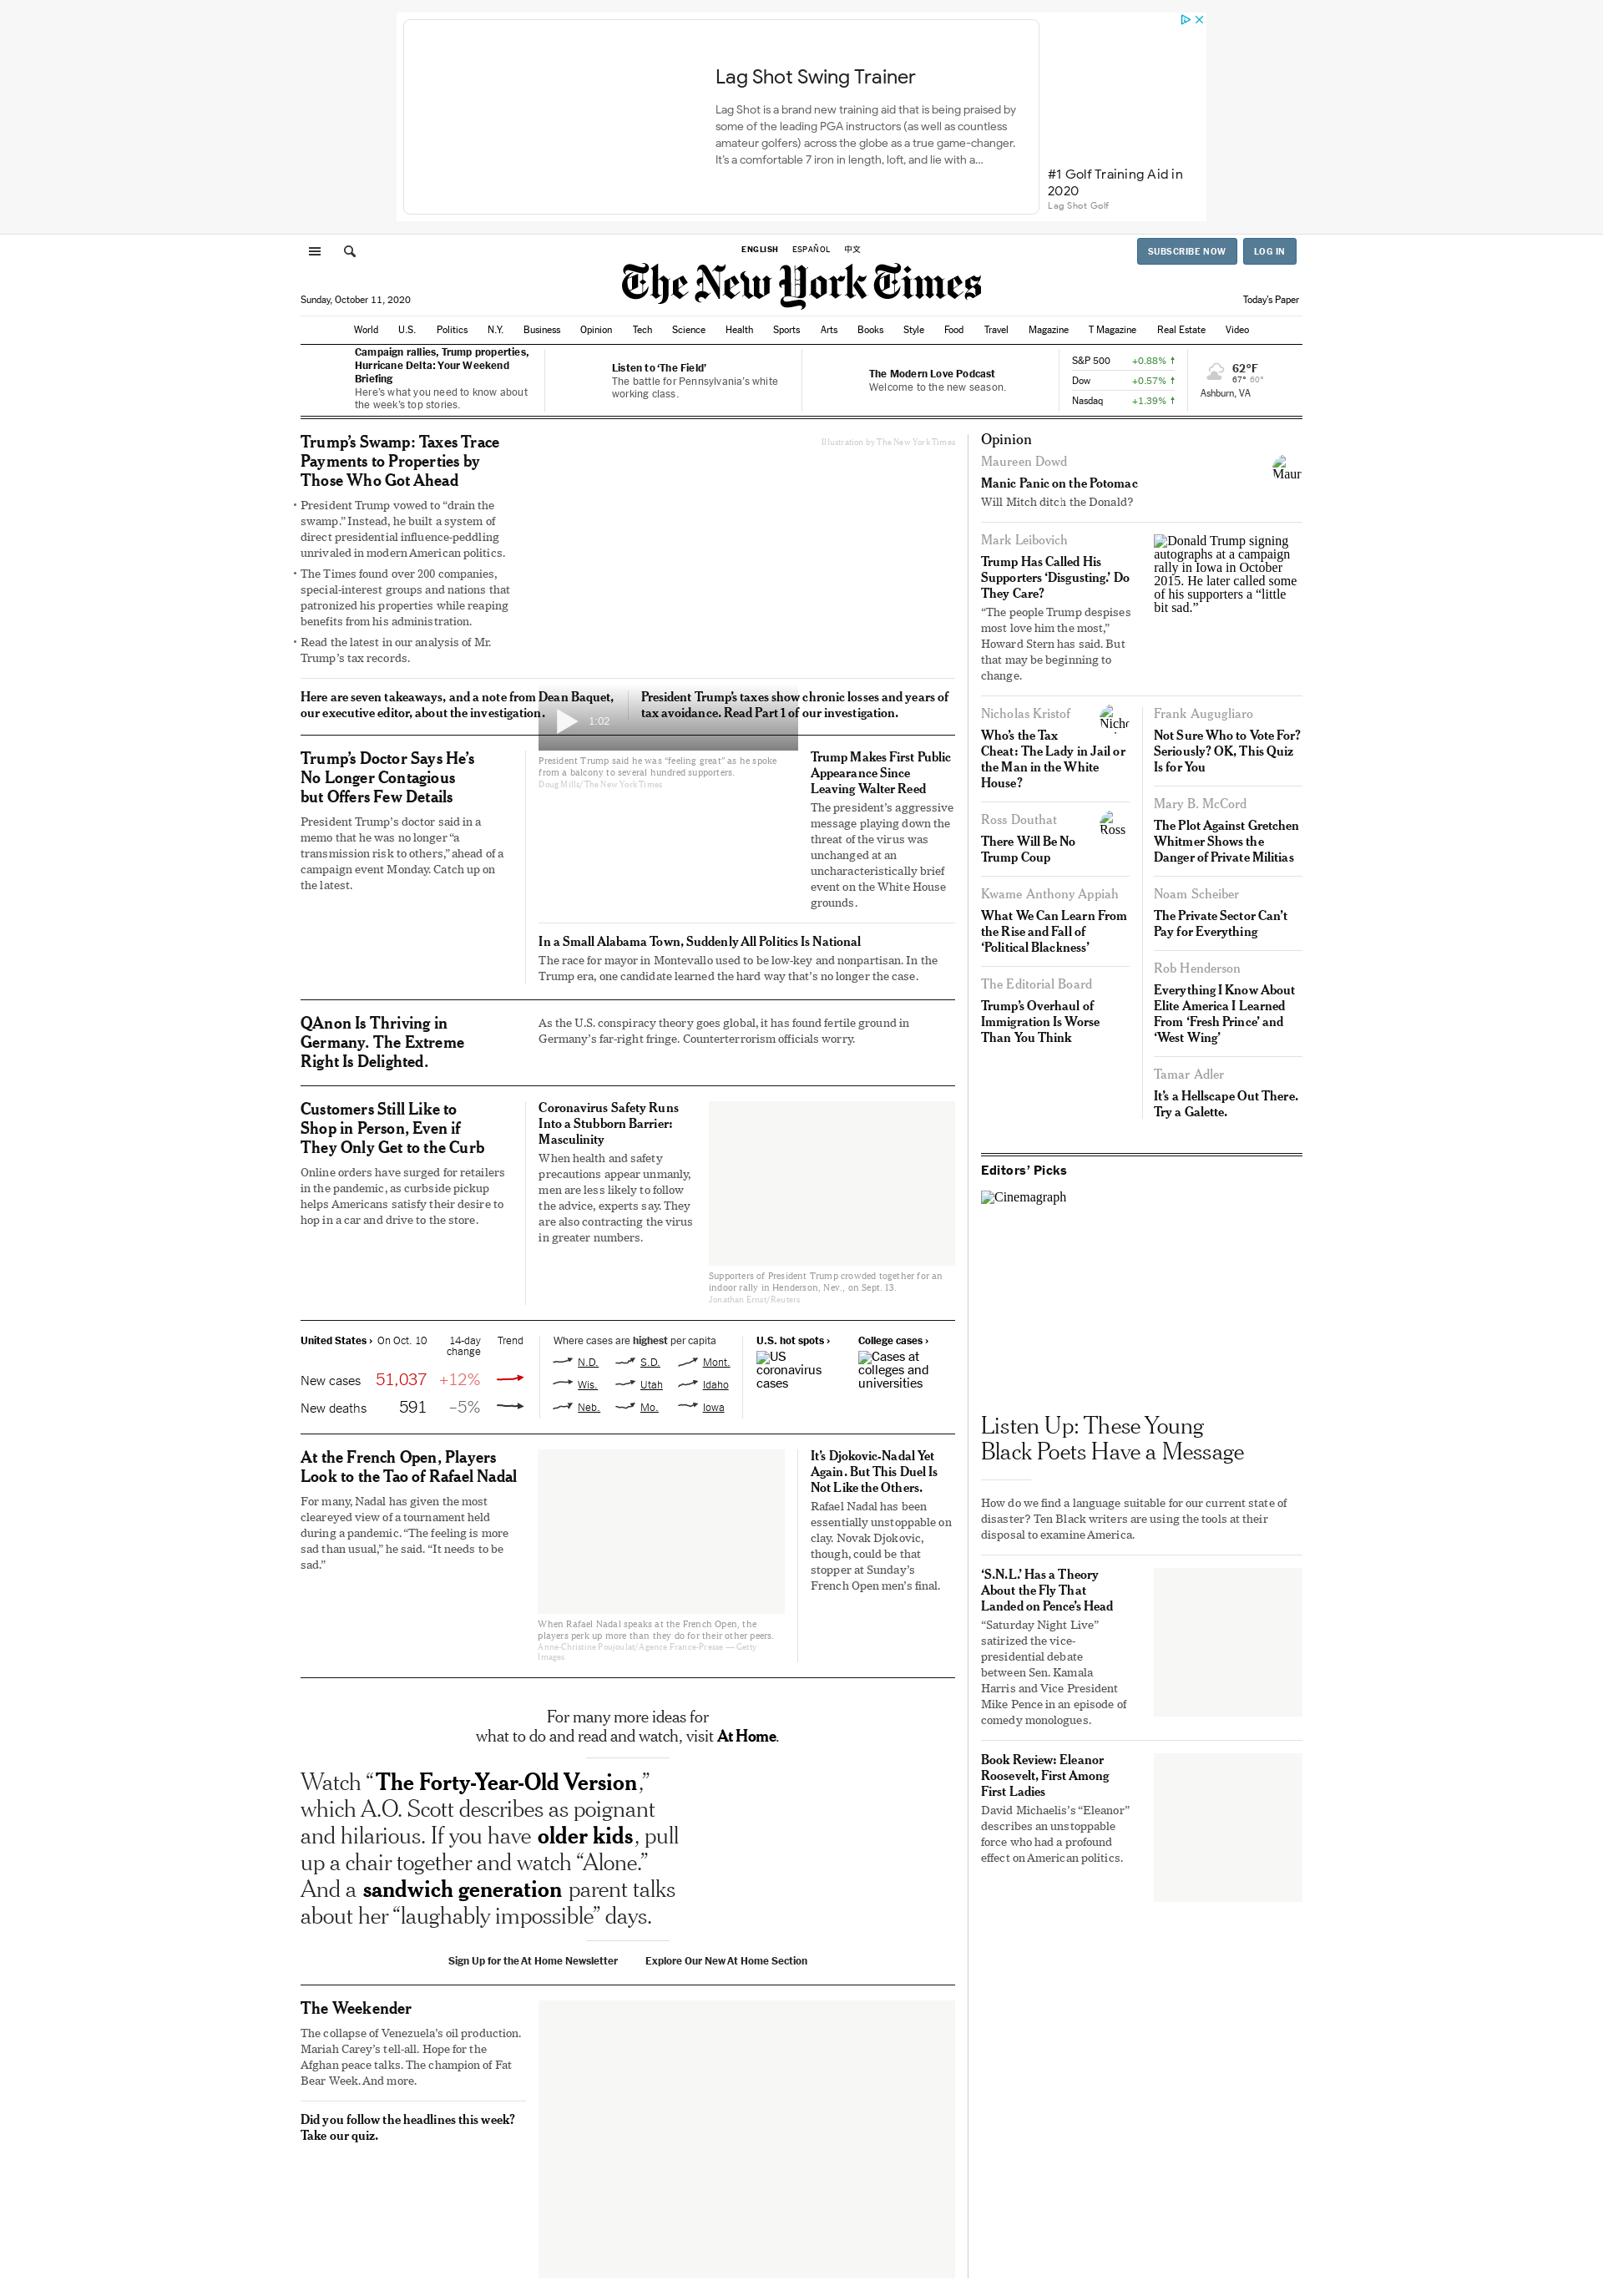 Lag Shot Swing Trainer
Lag Shot is a brand new training aid that is being praised by
some of the leading PGA instructors (as well as countless
amateur golfers) across the globe as a true game-changer.
It's a comfortable 7 iron in length, loft, and lie with a...
#1 Golf Training Aid in
2020
Lag Shot Golf
ENGLISH ESPAÑOL 中文
SUBSCRIBE NOW LOG IN
The New York Times
Sunday, October 11, 2020
Today's Paper
World U.S. Politics N.Y. Business Opinion Tech Science Health Sports Arts Books Style Food Travel Magazine T Magazine Real Estate Video
Campaign rallies, Trump properties,
Hurricane Delta: Your Weekend
Briefing
Here's what you need to know about
the week's top stories.
Listen to ‘The Field’
The battle for Pennsylvania's white
working class.
The Modern Love Podcast
Welcome to the new season.
S&P 500 +0.88%
Dow +0.57%
Nasdaq +1.39%
62°F
67° 60°
Ashburn, VA
Trump’s Swamp: Taxes Trace
Payments to Properties by
Those Who Got Ahead
• President Trump vowed to “drain the
swamp.” Instead, he built a system of
direct presidential influence-peddling
unrivaled in modern American politics.
• The Times found over 200 companies,
special-interest groups and nations that
patronized his properties while reaping
benefits from his administration.
• Read the latest in our analysis of Mr.
Trump’s tax records.
Illustration by The New York Times
Here are seven takeaways, and a note from Dean Baquet,
our executive editor, about the investigation.
President Trump’s taxes show chronic losses and years of
tax avoidance. Read Part 1 of our investigation.
1:02
Trump’s Doctor Says He’s
No Longer Contagious
but Offers Few Details
President Trump’s doctor said in a
memo that he was no longer “a
transmission risk to others,” ahead of a
campaign event Monday. Catch up on
the latest.
President Trump said he was “feeling great” as he spoke
from a balcony to several hundred supporters.
Doug Mills/The New York Times
Trump Makes First Public
Appearance Since
Leaving Walter Reed
The president’s aggressive
message playing down the
threat of the virus was
unchanged at an
uncharacteristically brief
event on the White House
grounds.
In a Small Alabama Town, Suddenly All Politics Is National
The race for mayor in Montevallo used to be low-key and nonpartisan. In the
Trump era, one candidate learned the hard way that’s no longer the case.
QAnon Is Thriving in
Germany. The Extreme
Right Is Delighted.
As the U.S. conspiracy theory goes global, it has found fertile ground in
Germany’s far-right fringe. Counterterrorism officials worry.
Customers Still Like to
Shop in Person, Even if
They Only Get to the Curb
Online orders have surged for retailers
in the pandemic, as curbside pickup
helps Americans satisfy their desire to
hop in a car and drive to the store.
Coronavirus Safety Runs
Into a Stubborn Barrier:
Masculinity
When health and safety
precautions appear unmanly,
men are less likely to follow
the advice, experts say. They
are also contracting the virus
in greater numbers.
Supporters of President Trump crowded together for an
indoor rally in Henderson, Nev., on Sept. 13.
Jonathan Ernst/Reuters
United States › On Oct. 10 14-day
change Trend
New cases 51,037 +12%
New deaths 591 –5%
Where cases are highest per capita
N.D. S.D. Mont.
Wis. Utah Idaho
Neb. Mo. Iowa
U.S. hot spots ›
US
coronavirus
cases
College cases ›
Cases at
colleges and
universities
At the French Open, Players
Look to the Tao of Rafael Nadal
For many, Nadal has given the most
cleareyed view of a tournament held
during a pandemic. “The feeling is more
sad than usual,” he said. “It needs to be
sad.”
When Rafael Nadal speaks at the French Open, the
players perk up more than they do for their other peers.
Anne-Christine Poujoulat/Agence France-Presse — Getty
Images
It’s Djokovic-Nadal Yet
Again. But This Duel Is
Not Like the Others.
Rafael Nadal has been
essentially unstoppable on
clay. Novak Djokovic,
though, could be that
stopper at Sunday’s
French Open men’s final.
For many more ideas for
what to do and read and watch, visit At Home.
Watch “The Forty-Year-Old Version,”
which A.O. Scott describes as poignant
and hilarious. If you have older kids, pull
up a chair together and watch “Alone.”
And a sandwich generation parent talks
about her “laughably impossible” days.
Sign Up for the At Home Newsletter Explore Our New At Home Section
The Weekender
The collapse of Venezuela’s oil production.
Mariah Carey’s tell-all. Hope for the
Afghan peace talks. The champion of Fat
Bear Week. And more.
Did you follow the headlines this week?
Take our quiz.
Opinion
Maureen Dowd
Manic Panic on the Potomac
Will Mitch ditch the Donald?
Maur
Mark Leibovich
Trump Has Called His
Supporters ‘Disgusting.’ Do
They Care?
“The people Trump despises
most love him the most,”
Howard Stern has said. But
that may be beginning to
change.
Donald Trump signing
autographs at a campaign
rally in Iowa in October
2015. He later called some
of his supporters a “little
bit sad.”
Nicholas Kristof
Who’s the Tax
Cheat: The Lady in Jail or
the Man in the White
House?
Nicho
Ross Douthat
There Will Be No
Trump Coup
Ross
Kwame Anthony Appiah
What We Can Learn From
the Rise and Fall of
‘Political Blackness’
The Editorial Board
Trump’s Overhaul of
Immigration Is Worse
Than You Think
Frank Augugliaro
Not Sure Who to Vote For?
Seriously? OK, This Quiz
Is for You
Mary B. McCord
The Plot Against Gretchen
Whitmer Shows the
Danger of Private Militias
Noam Scheiber
The Private Sector Can’t
Pay for Everything
Rob Henderson
Everything I Know About
Elite America I Learned
From ‘Fresh Prince’ and
‘West Wing’
Tamar Adler
It’s a Hellscape Out There.
Try a Galette.
Editors’ Picks
Cinemagraph
Listen Up: These Young
Black Poets Have a Message
How do we find a language suitable for our current state of
disaster? Ten Black writers are using the tools at their
disposal to examine America.
‘S.N.L.’ Has a Theory
About the Fly That
Landed on Pence’s Head
“Saturday Night Live”
satirized the vice-
presidential debate
between Sen. Kamala
Harris and Vice President
Mike Pence in an episode of
comedy monologues.
Book Review: Eleanor
Roosevelt, First Among
First Ladies
David Michaelis’s “Eleanor”
describes an unstoppable
force who had a profound
effect on American politics.